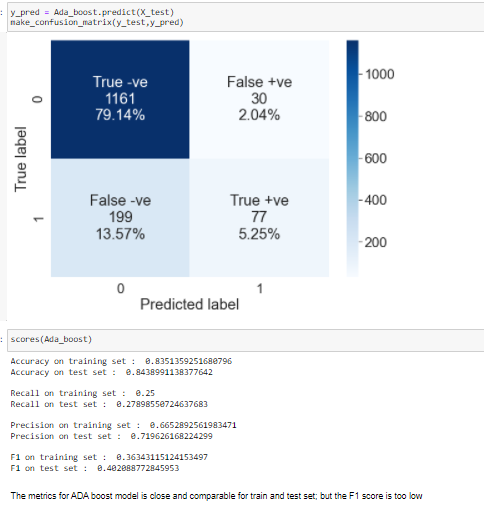 : y_pred = Ada_boost.predict(X_test)
make_confusion_matrix(y_test,y_pred)
True -ve
1161
79.14%
False +ve
30
2.04%
False -ve
199
13.57%
True +ve
77
5.25%
True label
0
1
0
1
Predicted label
1000
800
600
400
200
: scores(Ada_boost)
Accuracy on training set :  0.8351359251680796
Accuracy on test set :  0.8438991138377642
Recall on training set :  0.25
Recall on test set :  0.27898550724637683
Precision on training set :  0.6652892561983471
Precision on test set :  0.719626168224299
F1 on training set :  0.36343115124153497
F1 on test set :  0.402088772845953
The metrics for ADA boost model is close and comparable for train and test set; but the F1 score is too low